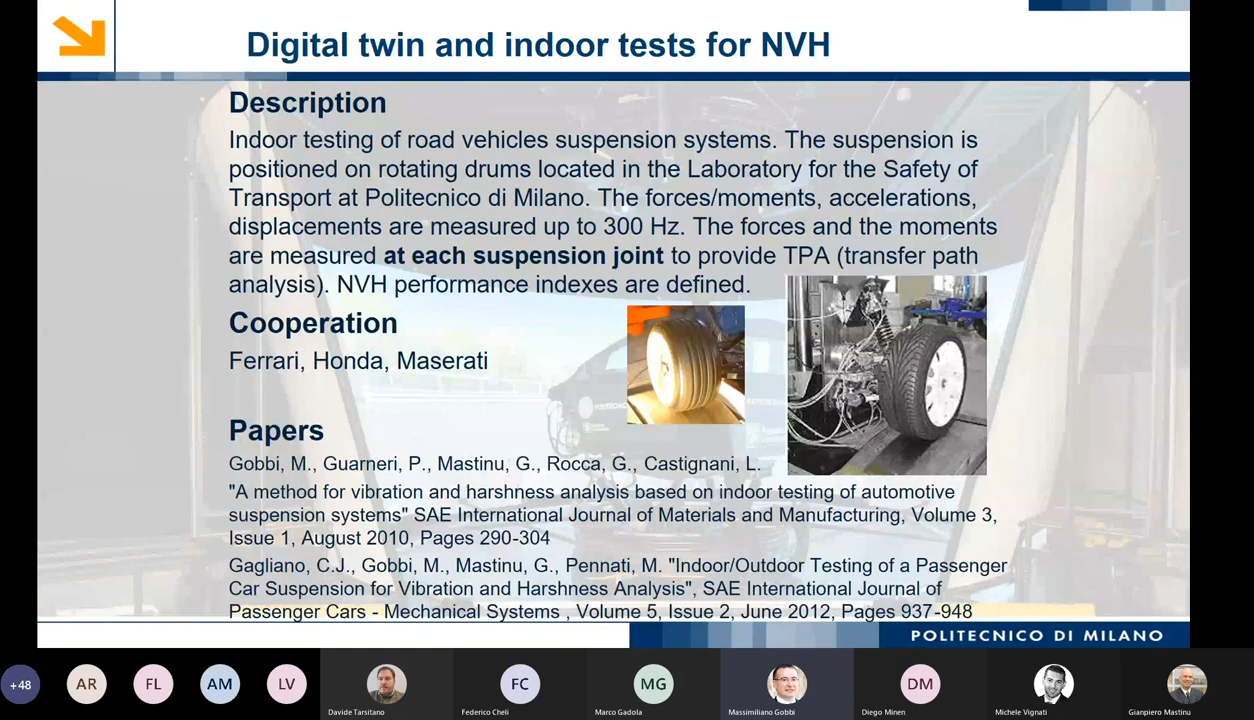 Digital twin and indoor tests for NVH
Description
Indoor testing of road vehicles suspension systems. The suspension is
positioned on rotating drums located in the Laboratory for the Safety of
Transport at Politecnico di Milano. The forces/moments, accelerations,
displacements are measured up to 300 Hz. The forces and the moments
are measured at each suspension joint to provide TPA (transfer path
analysis). NVH performance indexes are defined.
Cooperation
Ferrari, Honda, Maserati
Papers
Gobbi, M., Guarneri, P., Mastinu, G., Rocca, G., Castignani, L.
"A method for vibration and harshness analysis based on indoor testing of automotive
suspension systems" SAE International Journal of Materials and Manufacturing, Volume 3,
Issue 1, August 2010, Pages 290-304
Gagliano, C.J., Gobbi, M., Mastinu, G., Pennati, M. "Indoor/Outdoor Testing of a Passenger
Car Suspension for Vibration and Harshness Analysis", SAE International Journal of
Passenger Cars - Mechanical Systems , Volume 5, Issue 2, June 2012, Pages 937-948
POLITECNICO DI MILANO
+48
AR
FL
AM
LV
Davide Tarsitano
FC
Federico Cheli
MG
Marco Gadola
Massimiliano Gobbi
DM
Diego Minen
Michele Vignati
Gianpiero Mastinu